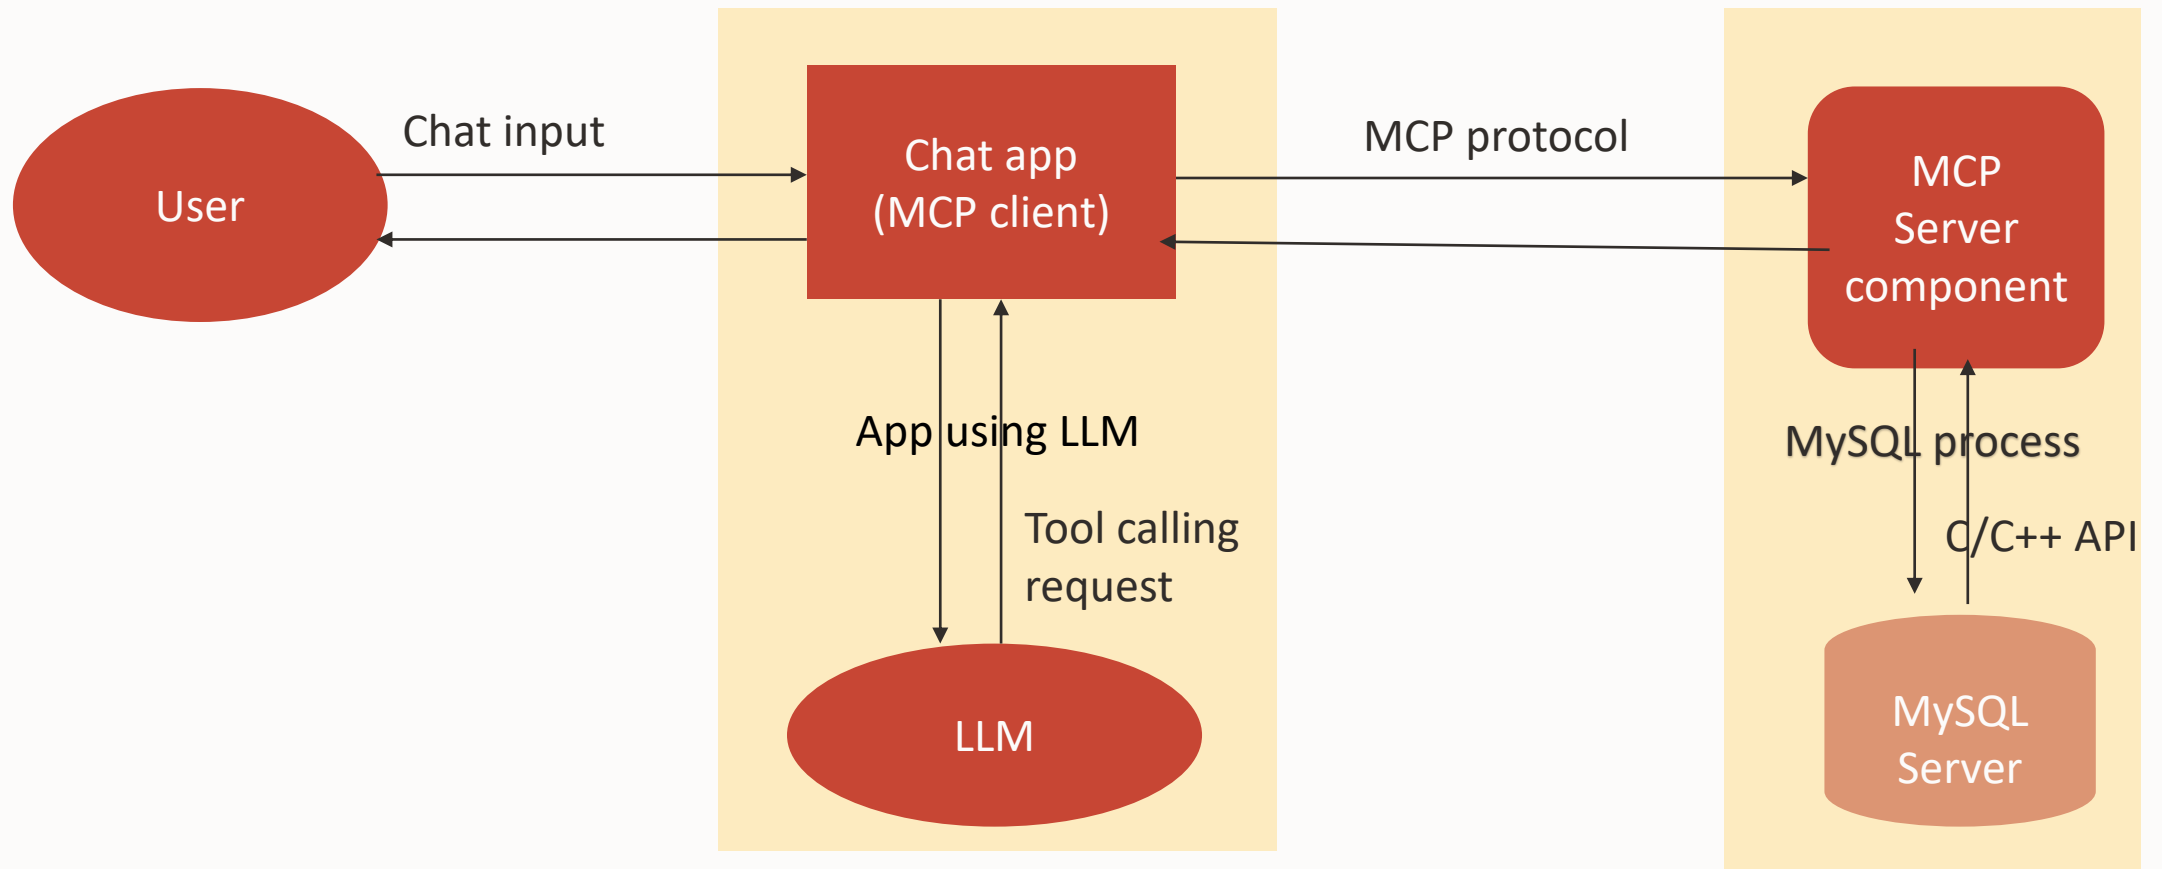 User
Chat input
Chat app
(MCP client)
MCP protocol
MCP
Server
component
App using LLM
Tool calling
request
LLM
MySQL process
C/C++ API
MySQL
Server